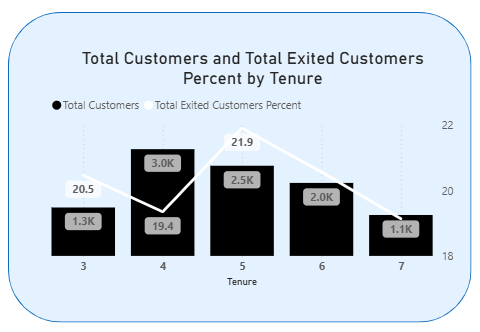 Total Customers and Total Exited Customers
Percent by Tenure
Total Customers Total Exited Customers Percent
22
21.9
3.0K
2.5K
20.5
20
2.0K
1.3K
19.4
1.1K
18
3 4 5 6 7
Tenure